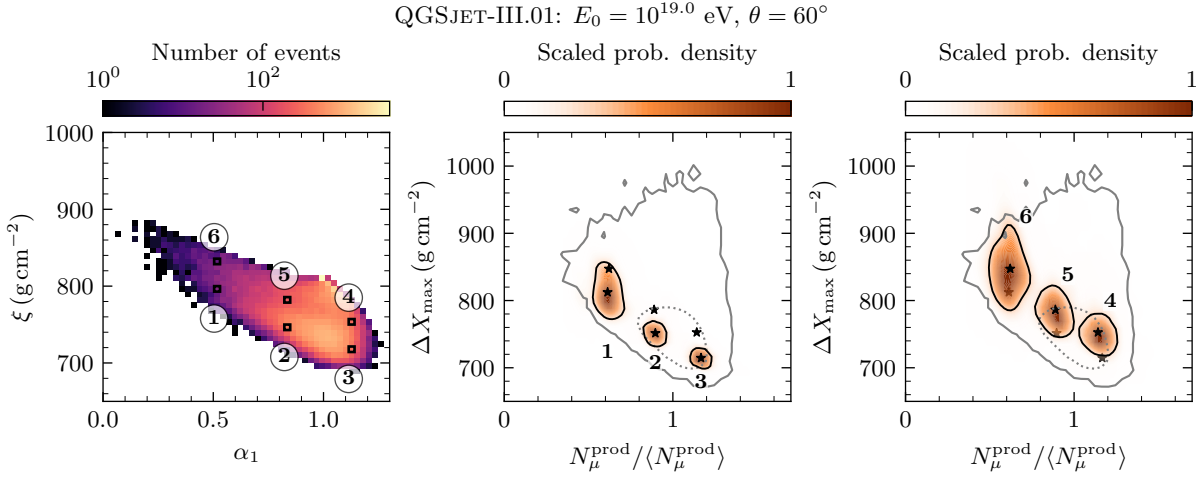 QGSJET-III.01: E₀ = 10¹⁹·⁰ eV, θ = 60°
Number of events
10⁰ 10²
ξ (g cm⁻²)
1000
900
800
700
6
5
4
1
2
3
0.0 0.5 1.0
α₁
Scaled prob. density
0 1
ΔX_max (g cm⁻²)
1000
900
800
700
1
2
3
0 1
N_μ^prod/⟨N_μ^prod⟩
Scaled prob. density
0 1
ΔX_max (g cm⁻²)
1000
900
800
700
6
5
4
0 1
N_μ^prod/⟨N_μ^prod⟩